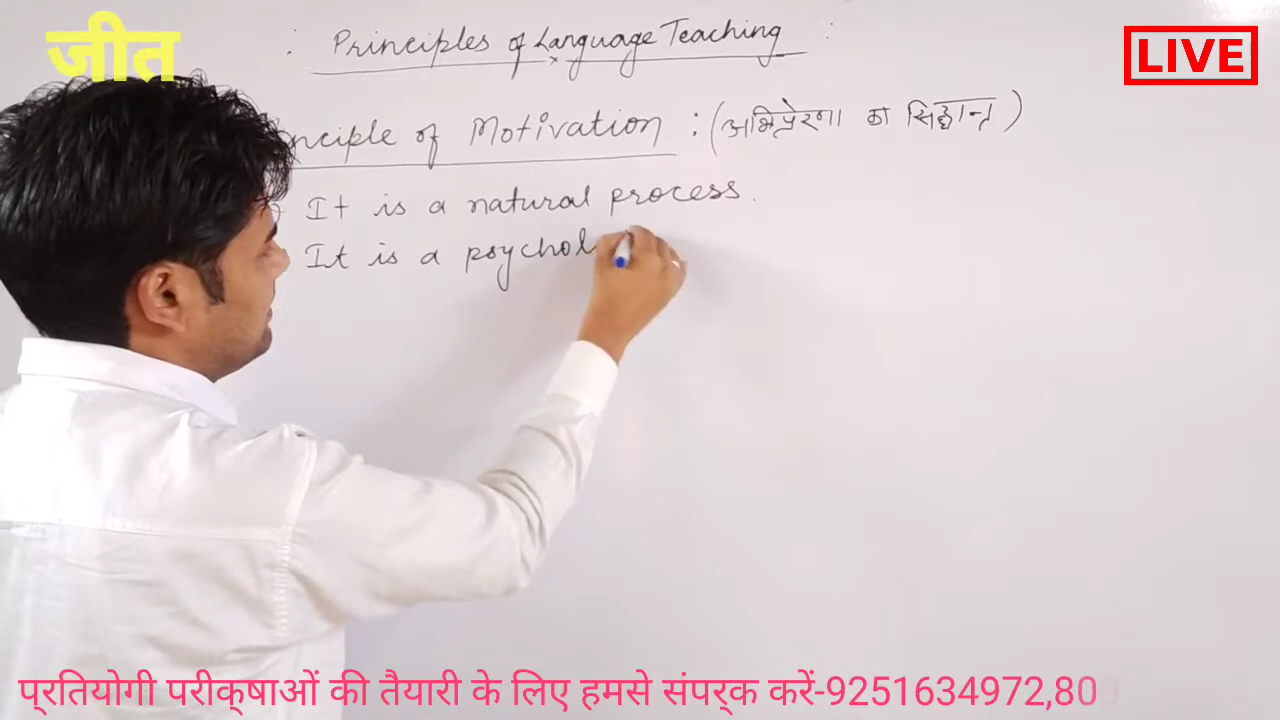 जीत
: Principles of Language Teaching :
LIVE
nciple of Motivation : (अभिप्रेरणा का सिद्धान्त)
It is a natural process.
It is a psychol
प्रतियोगी परीक्षाओं की तैयारी के लिए हमसे संपर्क करें-9251634972,80